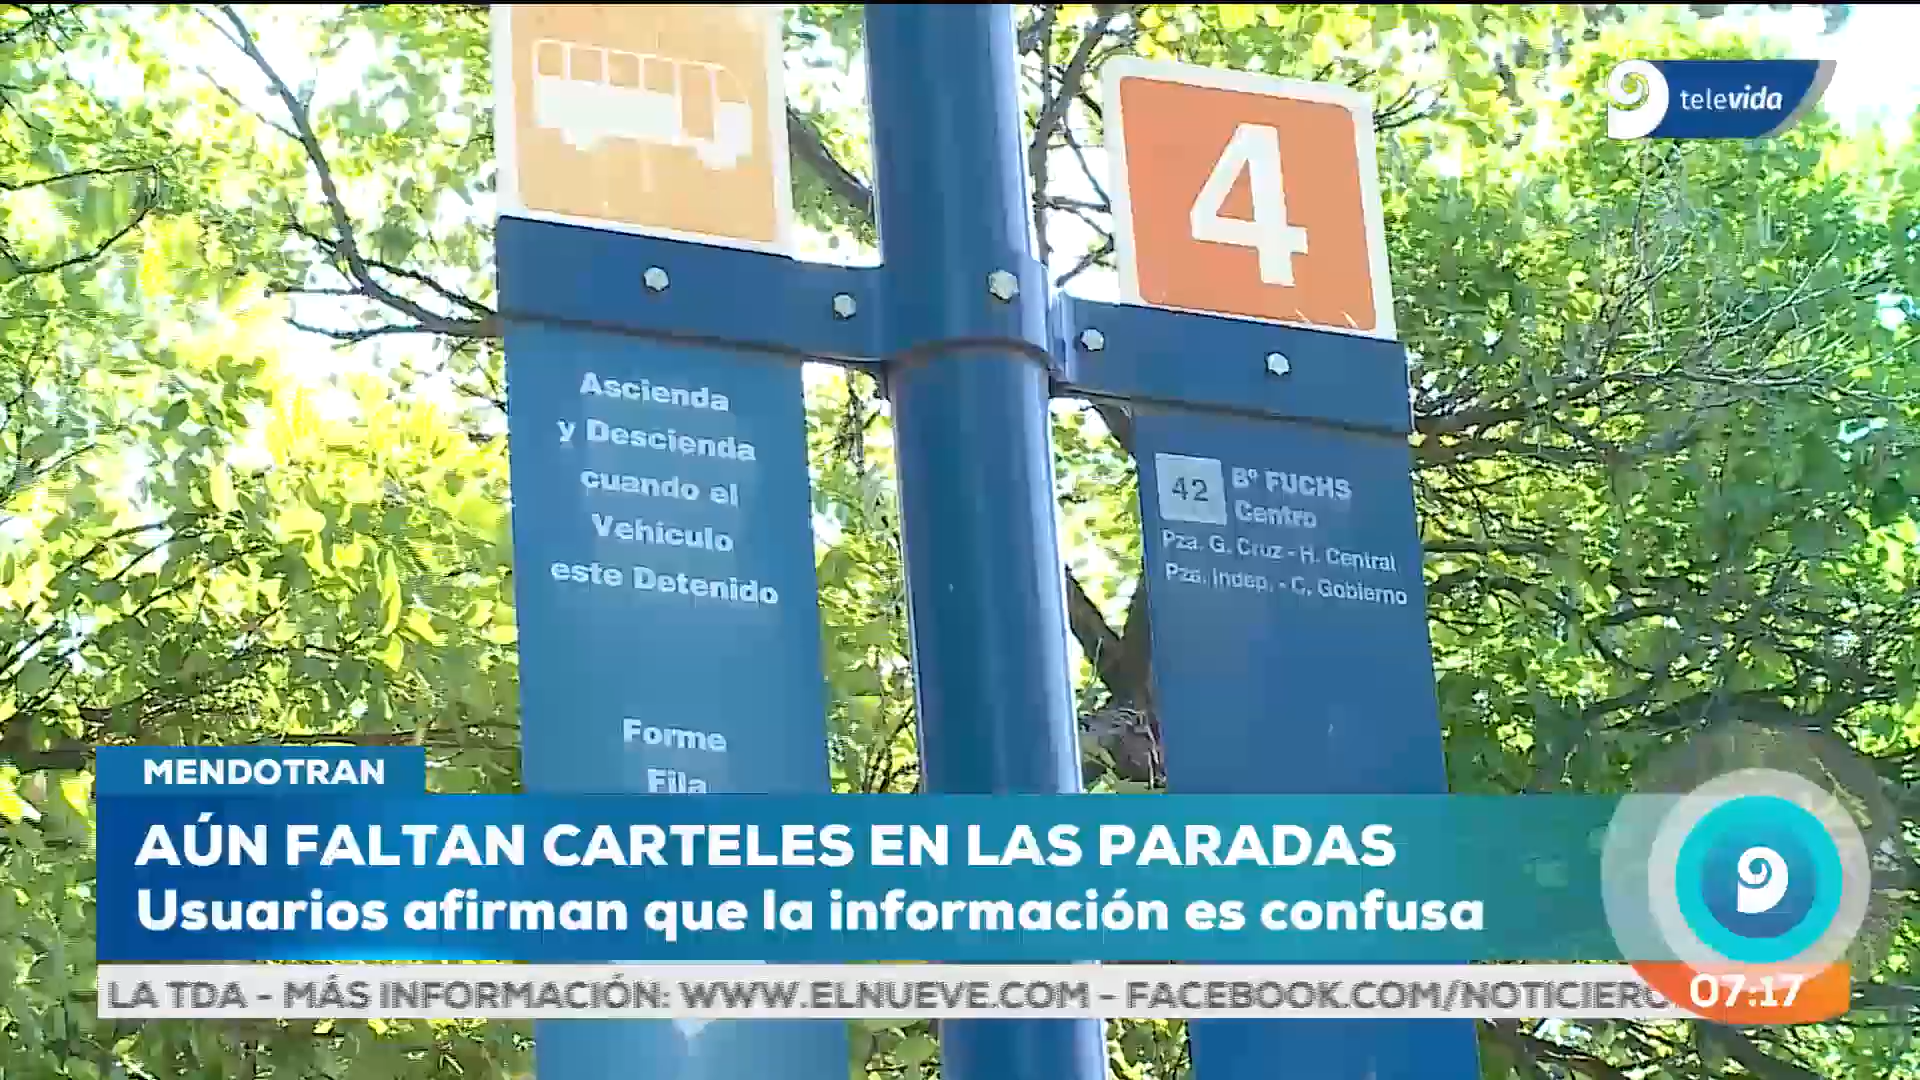 televida
4
Ascienda
y Descienda
cuando el
Vehiculo
este Detenido
Forme
Fila
42
Bº FUCHS
Centro
Pza. G. Cruz - H. Central
Pza. Indep. - C. Gobierno
MENDOTRAN
AÚN FALTAN CARTELES EN LAS PARADAS
Usuarios afirman que la información es confusa
LA TDA - MÁS INFORMACIÓN: WWW.ELNUEVE.COM - FACEBOOK.COM/NOTICIERO
07:17